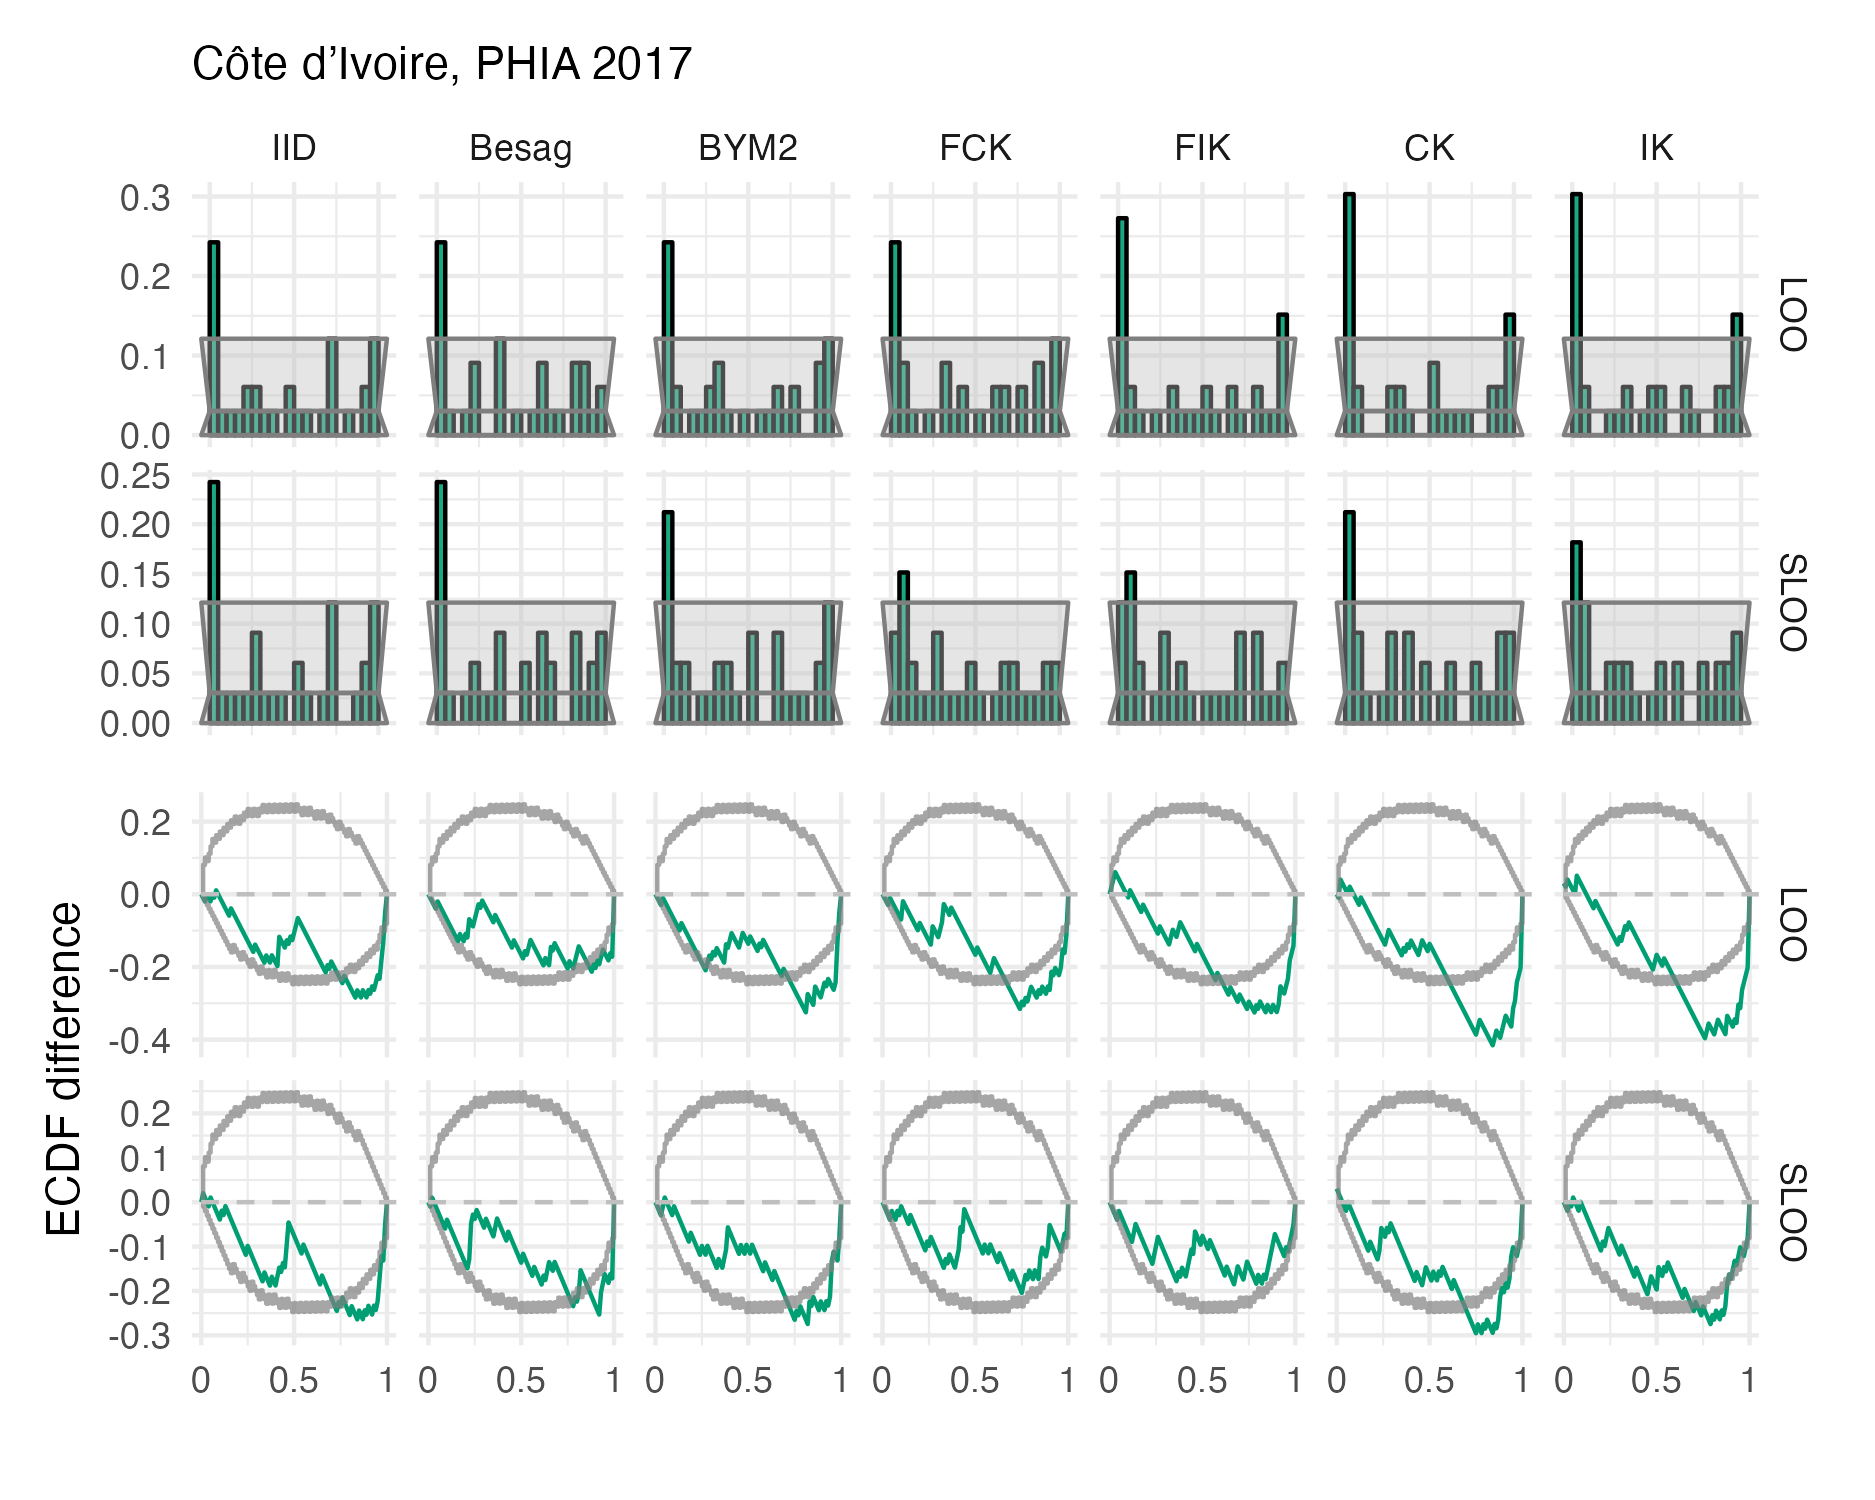 Côte d’Ivoire, PHIA 2017
IID Besag BYM2 FCK FIK CK IK
0.3
0.2
0.1
0.0
LOO
0.25
0.20
0.15
0.10
0.05
0.00
SLOO
ECDF difference
0.2
0.0
-0.2
-0.4
LOO
0.2
0.1
0.0
-0.1
-0.2
-0.3
SLOO
0 0.5 1 0 0.5 1 0 0.5 1 0 0.5 1 0 0.5 1 0 0.5 1 0 0.5 1